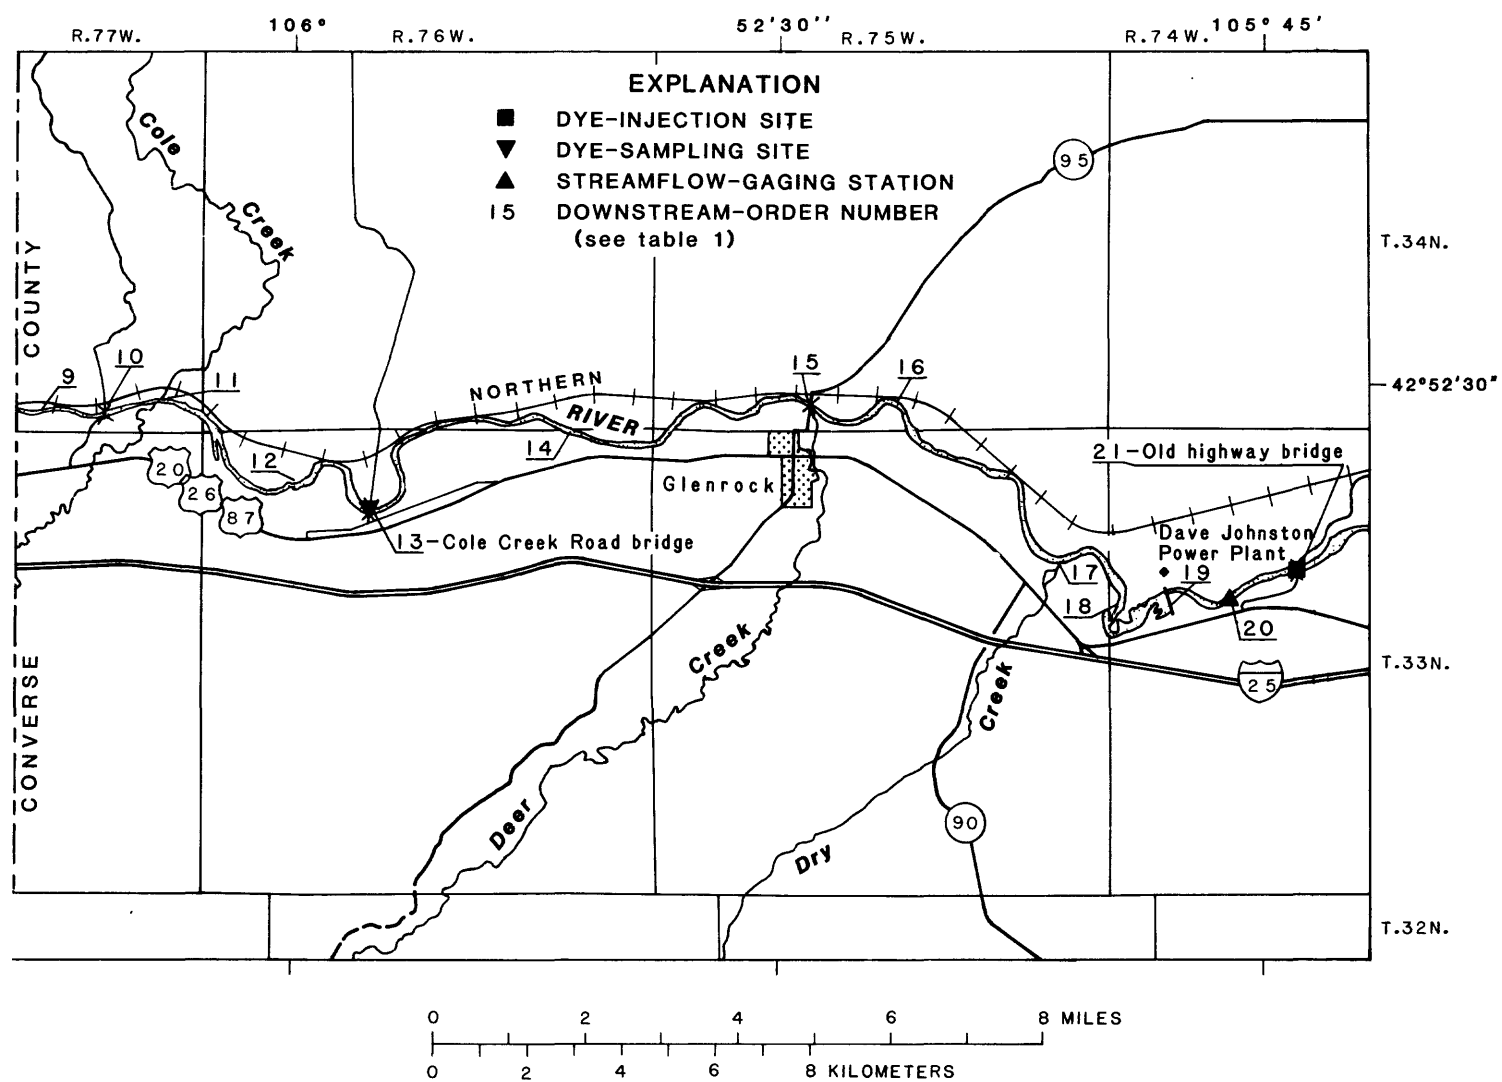 106° 52'30'' 105° 45'
R.77W. R.76W. R.75W. R.74W.
EXPLANATION
DYE-INJECTION SITE
DYE-SAMPLING SITE
STREAMFLOW-GAGING STATION
15 DOWNSTREAM-ORDER NUMBER
(see table 1)
95
Cole
Creek
T.34N.
COUNTY
9
10
11
NORTHERN
15
16
42°52'30"
RIVER
14
12
20
26
87
21-Old highway bridge
Glenrock
13-Cole Creek Road bridge
Dave Johnston
Power Plant
17
19
18
20
Creek
Creek
T.33N.
25
CONVERSE
Deer
Dry
90
T.32N.
0 2 4 6 8 MILES
0 2 4 6 8 KILOMETERS